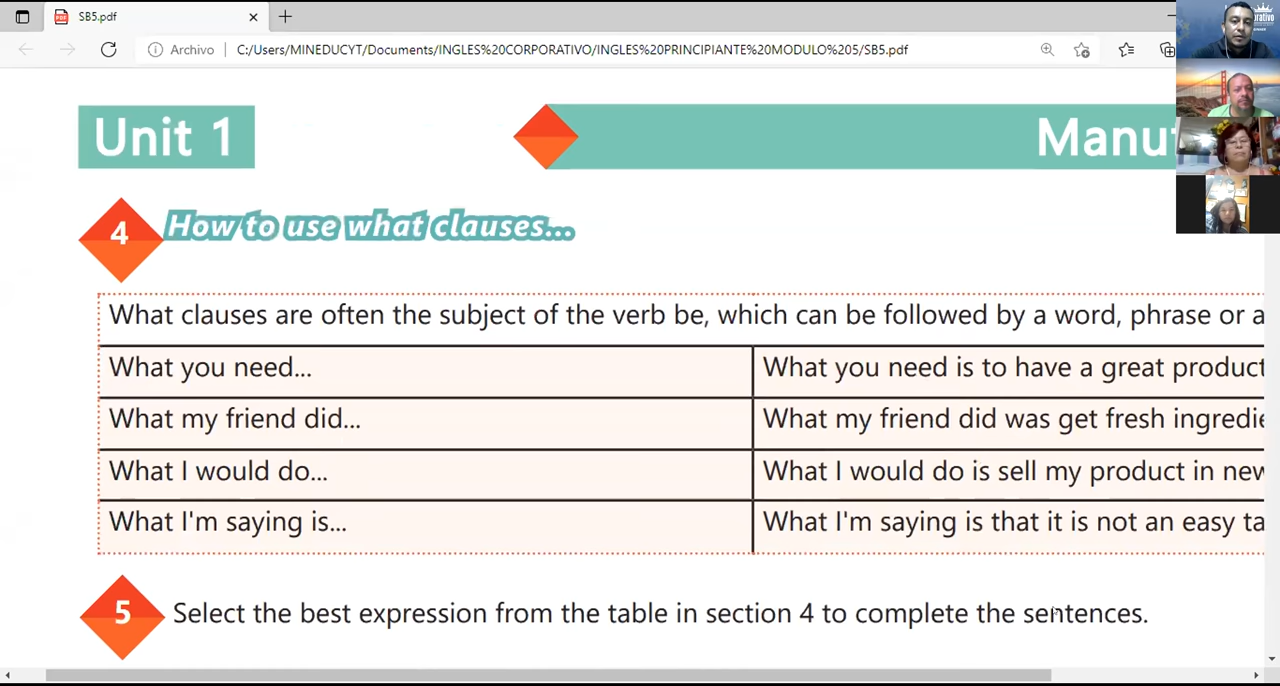 SB5.pdf
Archivo C:/Users/MINEDUCYT/Documents/INGLES%20CORPORATIVO/INGLES%20PRINCIPIANTE%20MODULO%205/SB5.pdf
Unit 1
Manu
4 How to use what clauses...
What clauses are often the subject of the verb be, which can be followed by a word, phrase or a
What you need... What you need is to have a great product
What my friend did... What my friend did was get fresh ingredie
What I would do... What I would do is sell my product in new
What I'm saying is... What I'm saying is that it is not an easy ta
5 Select the best expression from the table in section 4 to complete the sentences.